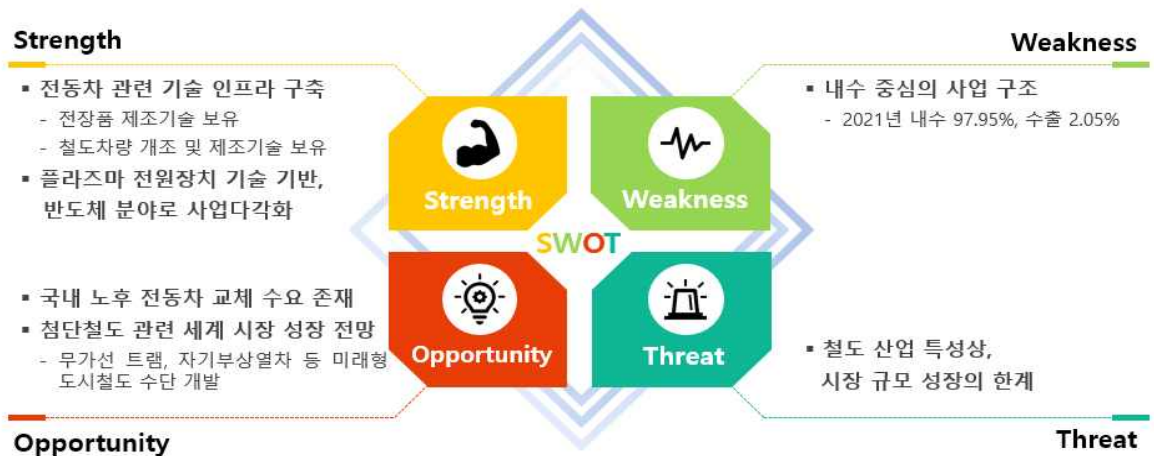 Strength
▪ 전동차 관련 기술 인프라 구축
- 전장품 제조기술 보유
- 철도차량 개조 및 제조기술 보유
▪ 플라즈마 전원장치 기술 기반,
반도체 분야로 사업다각화
Weakness
▪ 내수 중심의 사업 구조
- 2021년 내수 97.95%, 수출 2.05%
Strength
Weakness
SWOT
Opportunity
Threat
▪ 국내 노후 전동차 교체 수요 존재
▪ 첨단철도 관련 세계 시장 성장 전망
- 무가선 트램, 자기부상열차 등 미래형
도시철도 수단 개발
Opportunity
▪ 철도 산업 특성상,
시장 규모 성장의 한계
Threat